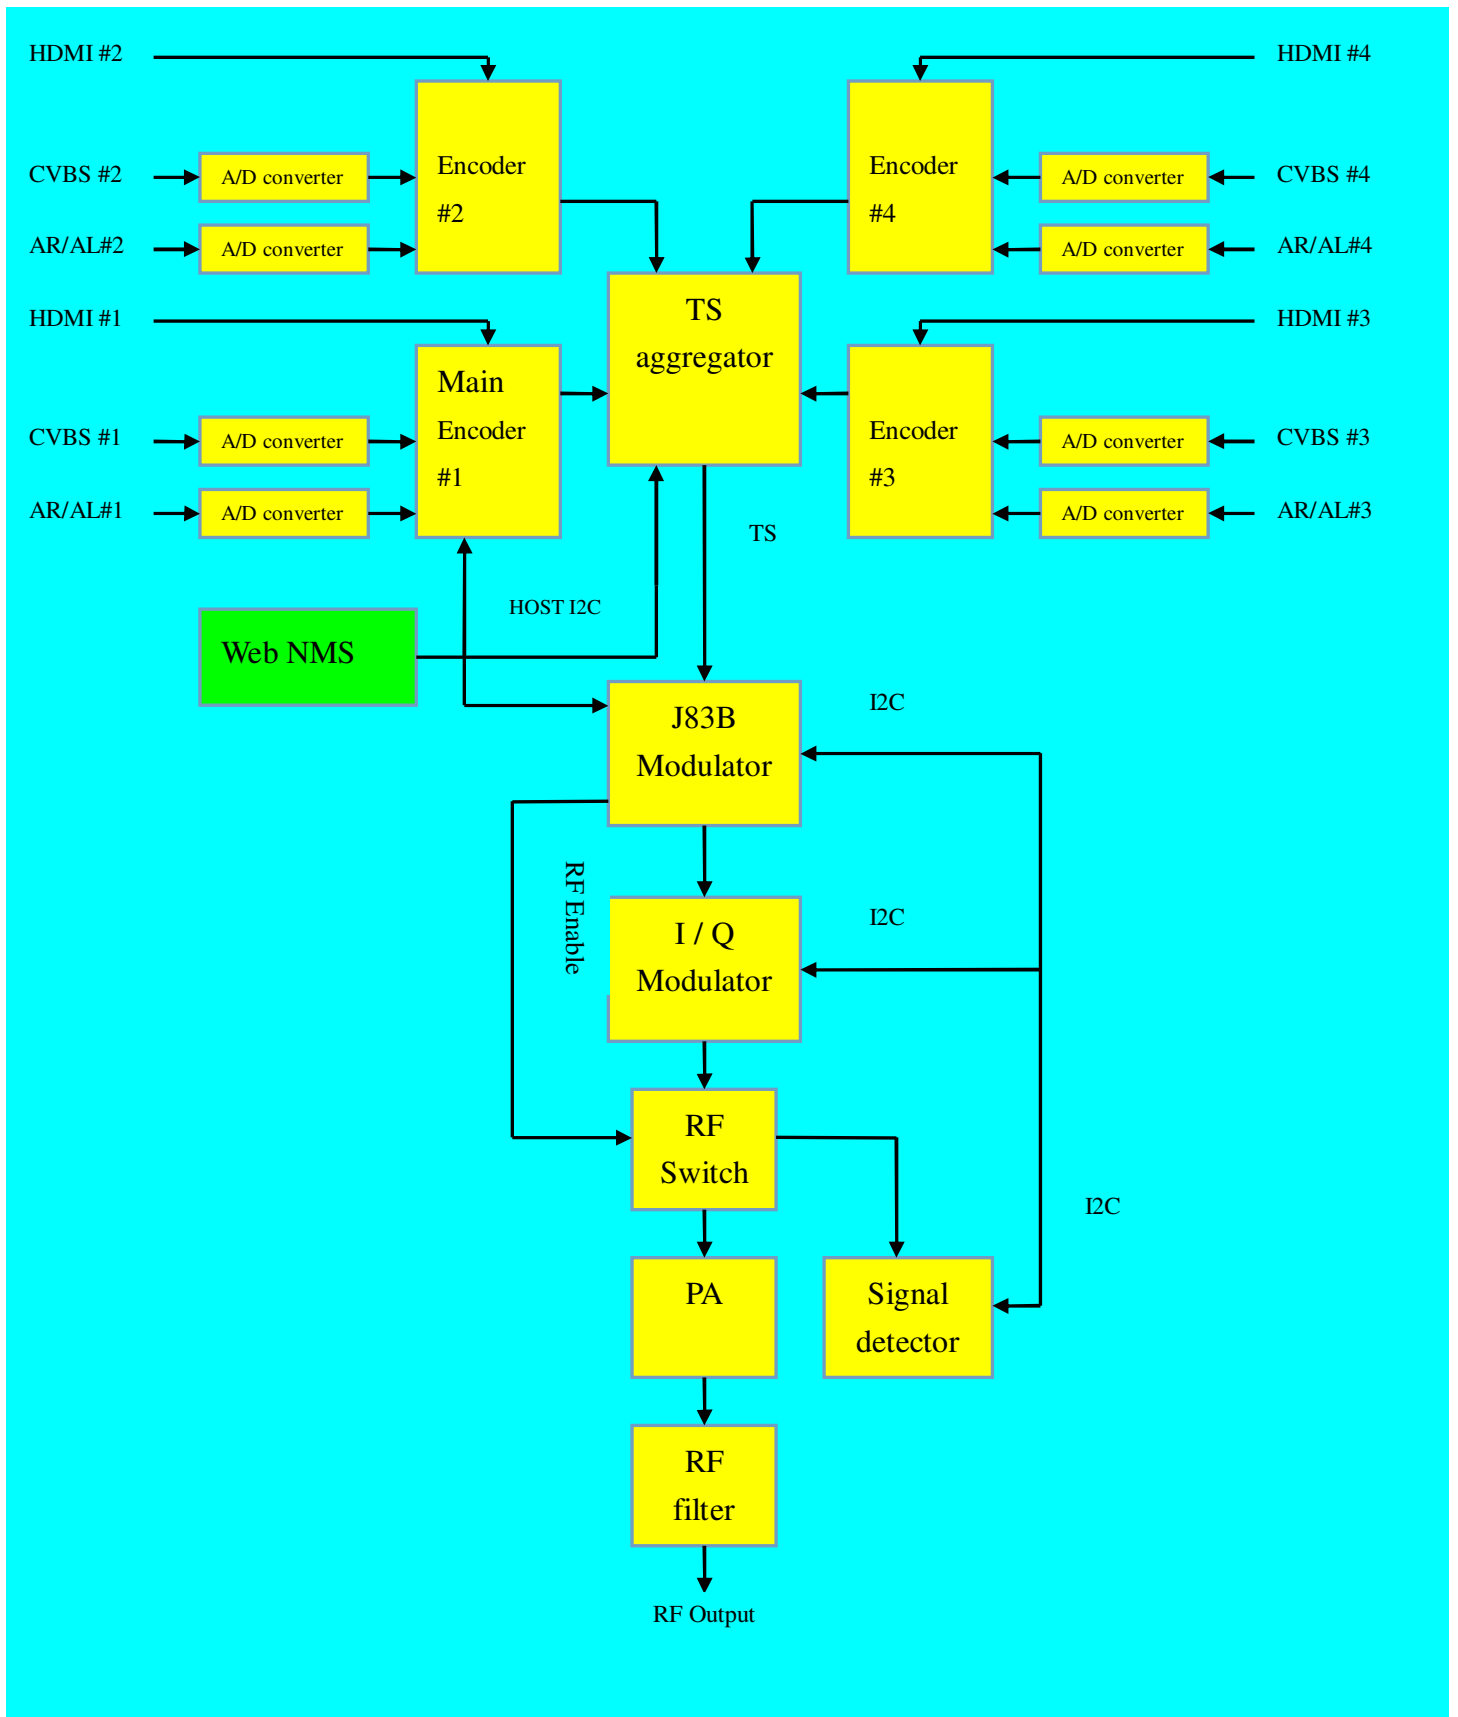 HDMI #2
HDMI #4
Encoder
#2
Encoder
#4
CVBS #2
A/D converter
A/D converter
CVBS #4
AR/AL#2
A/D converter
A/D converter
AR/AL#4
HDMI #1
TS
aggregator
HDMI #3
Main
Encoder
#1
Encoder
#3
CVBS #1
A/D converter
A/D converter
CVBS #3
AR/AL#1
A/D converter
A/D converter
AR/AL#3
TS
HOST I2C
Web NMS
J83B
Modulator
I2C
RF Enable
I / Q
Modulator
I2C
RF
Switch
I2C
PA
Signal
detector
RF
filter
RF Output